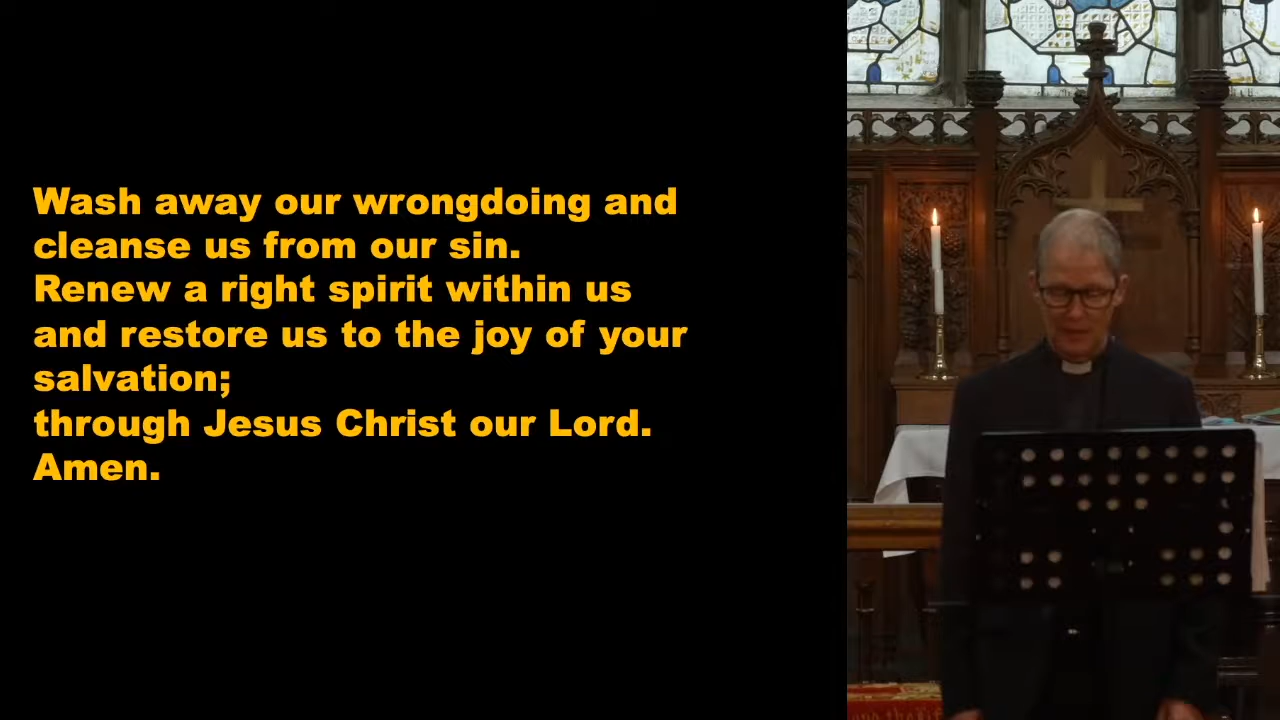 Wash away our wrongdoing and
cleanse us from our sin.
Renew a right spirit within us
and restore us to the joy of your
salvation;
through Jesus Christ our Lord.
Amen.